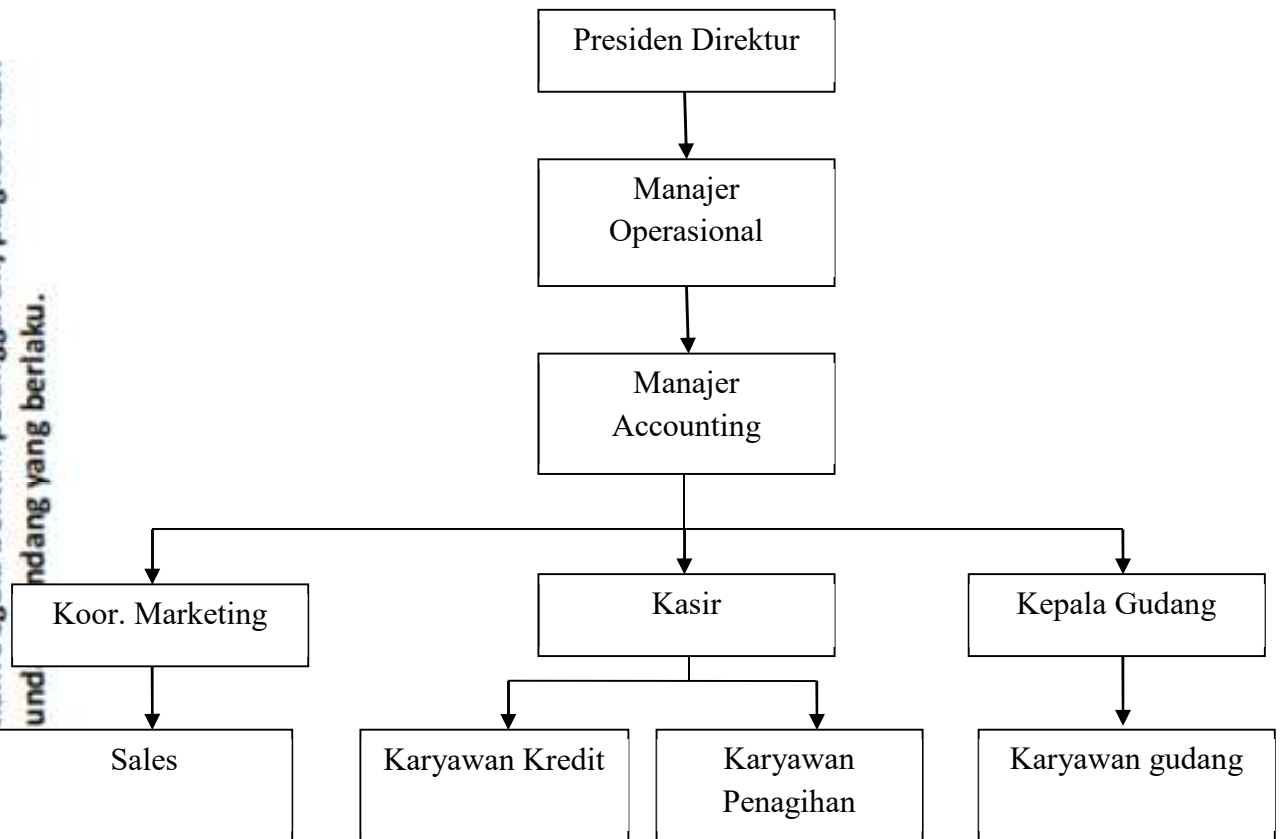 Presiden Direktur
Manajer
Operasional
Manajer
Accounting
Koor. Marketing
Kasir
Kepala Gudang
Sales
Karyawan Kredit
Karyawan
Penagihan
Karyawan gudang
ndang yang berlaku.